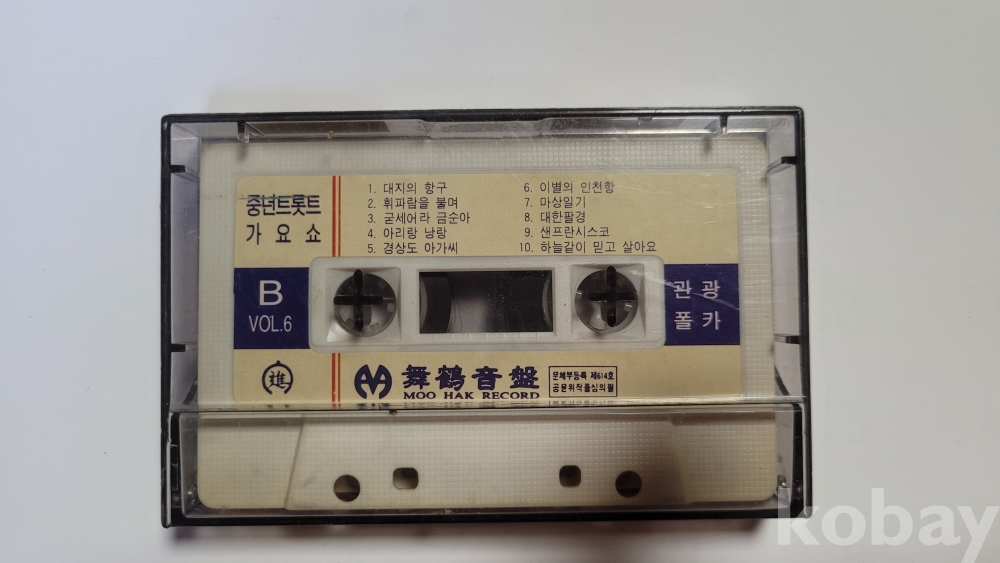 중년트롯트
가요쇼
1. 대지의 항구
2. 휘파람을 불며
3. 굳세어라 금순아
4. 아리랑 낭랑
5. 경상도 아가씨
6. 이별의 인천항
7. 마상일기
8. 대한팔경
9. 샌프란시스코
10. 하늘같이 믿고 살아요
B
VOL.6
관광
폴카
進
舞鶴音盤
MOO HAK RECORD
문체부등록 제614호
공윤위작품심의필
kobay